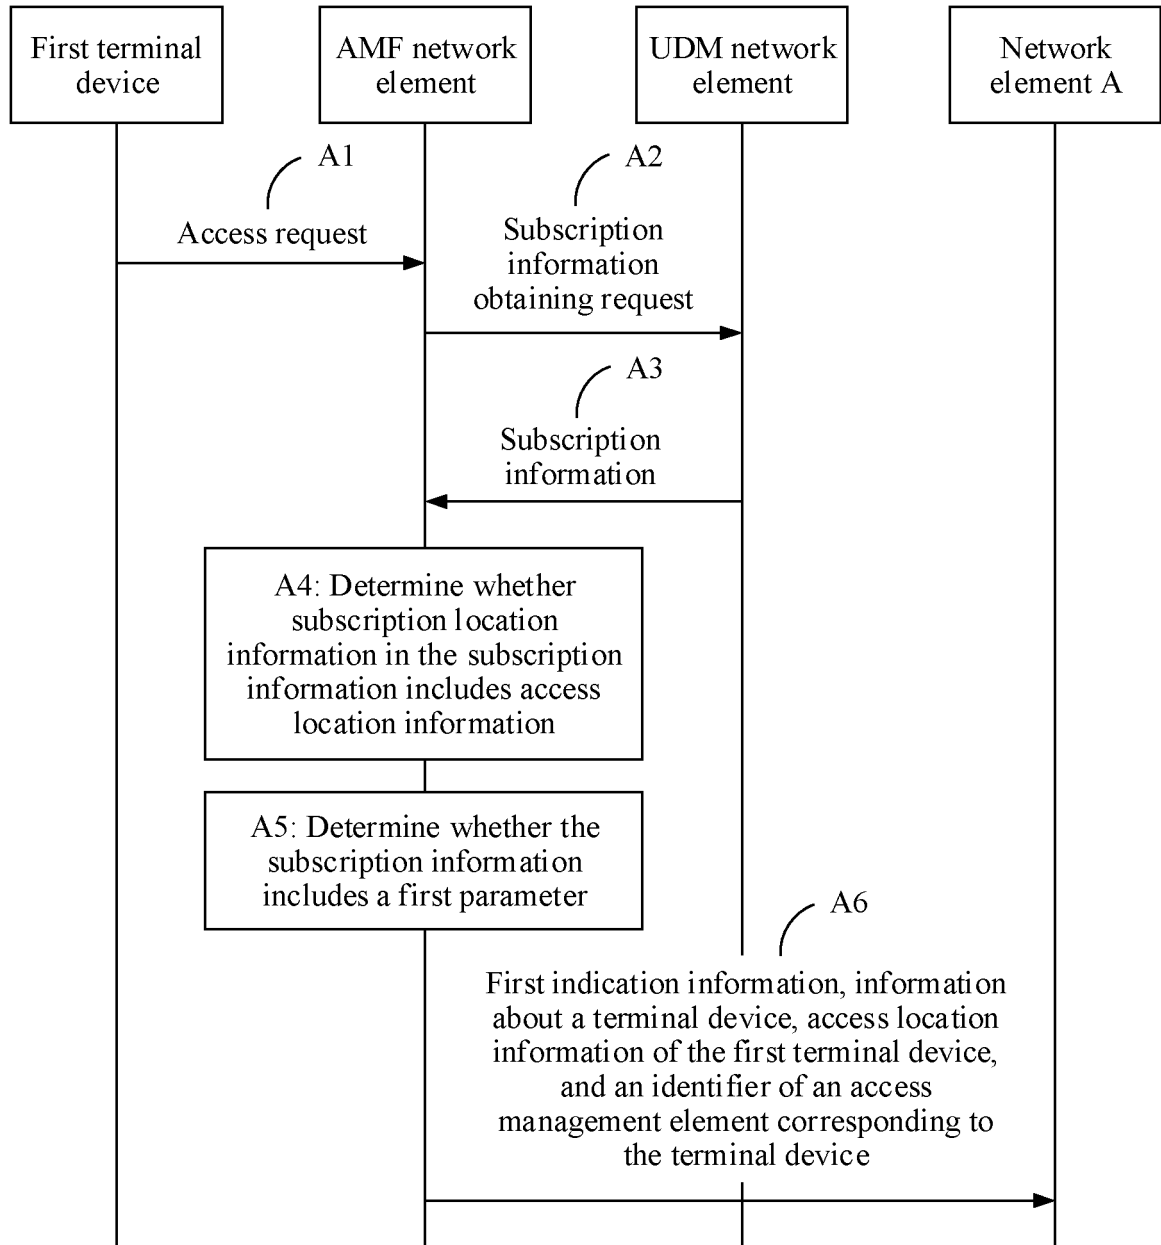 First terminal
device
AMF network
element
UDM network
element
Network
element A
A1
Access request
A2
Subscription
information
obtaining request
A3
Subscription
information
A4: Determine whether
subscription location
information in the subscription
information includes access
location information
A5: Determine whether the
subscription information
includes a first parameter
A6
First indication information, information
about a terminal device, access location
information of the first terminal device,
and an identifier of an access
management element corresponding to
the terminal device